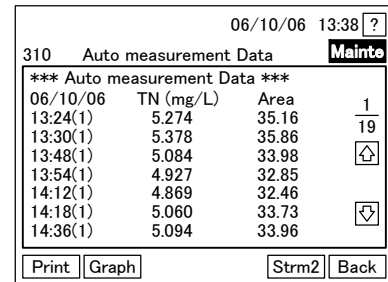 06/10/06 13:38 ?
310 Auto measurement Data Mainte
*** Auto measurement Data ***
06/10/06 TN (mg/L) Area
13:24(1) 5.274 35.16
13:30(1) 5.378 35.86
13:48(1) 5.084 33.98
13:54(1) 4.927 32.85
14:12(1) 4.869 32.46
14:18(1) 5.060 33.73
14:36(1) 5.094 33.96
1
19
Print Graph Strm2 Back